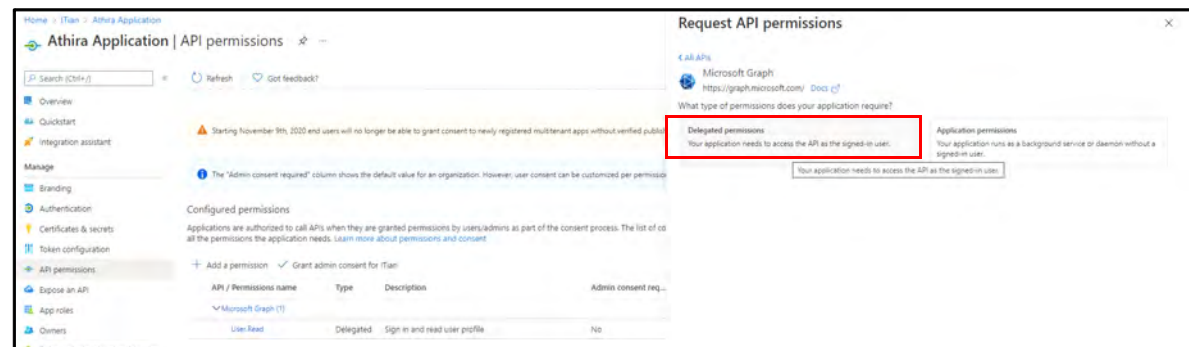 Home > ITian > Athira Application
Athira Application | API permissions
Search (Ctrl+/)
Refresh
Got feedback?
Overview
Quickstart
Integration assistant
Manage
Branding
Authentication
Certificates & secrets
Token configuration
API permissions
Expose an API
App roles
Owners
Starting November 9th, 2020 end users will no longer be able to grant consent to newly registered multitenant apps without verified publis
The "Admin consent required" column shows the default value for an organization. However, user consent can be customized per permissio
Configured permissions
Applications are authorized to call APIs when they are granted permissions by users/admins as part of the consent process. The list of co
all the permissions the application needs. Learn more about permissions and consent
Add a permission
Grant admin consent for ITian
API / Permissions name Type Description Admin consent req...
Microsoft Graph (1)
User.Read Delegated Sign in and read user profile No
Request API permissions
All APIs
Microsoft Graph
https://graph.microsoft.com/ Docs
What type of permissions does your application require?
Delegated permissions
Your application needs to access the API as the signed-in user.
Application permissions
Your application runs as a background service or daemon without a
signed-in user.
Your application needs to access the API as the signed-in user.